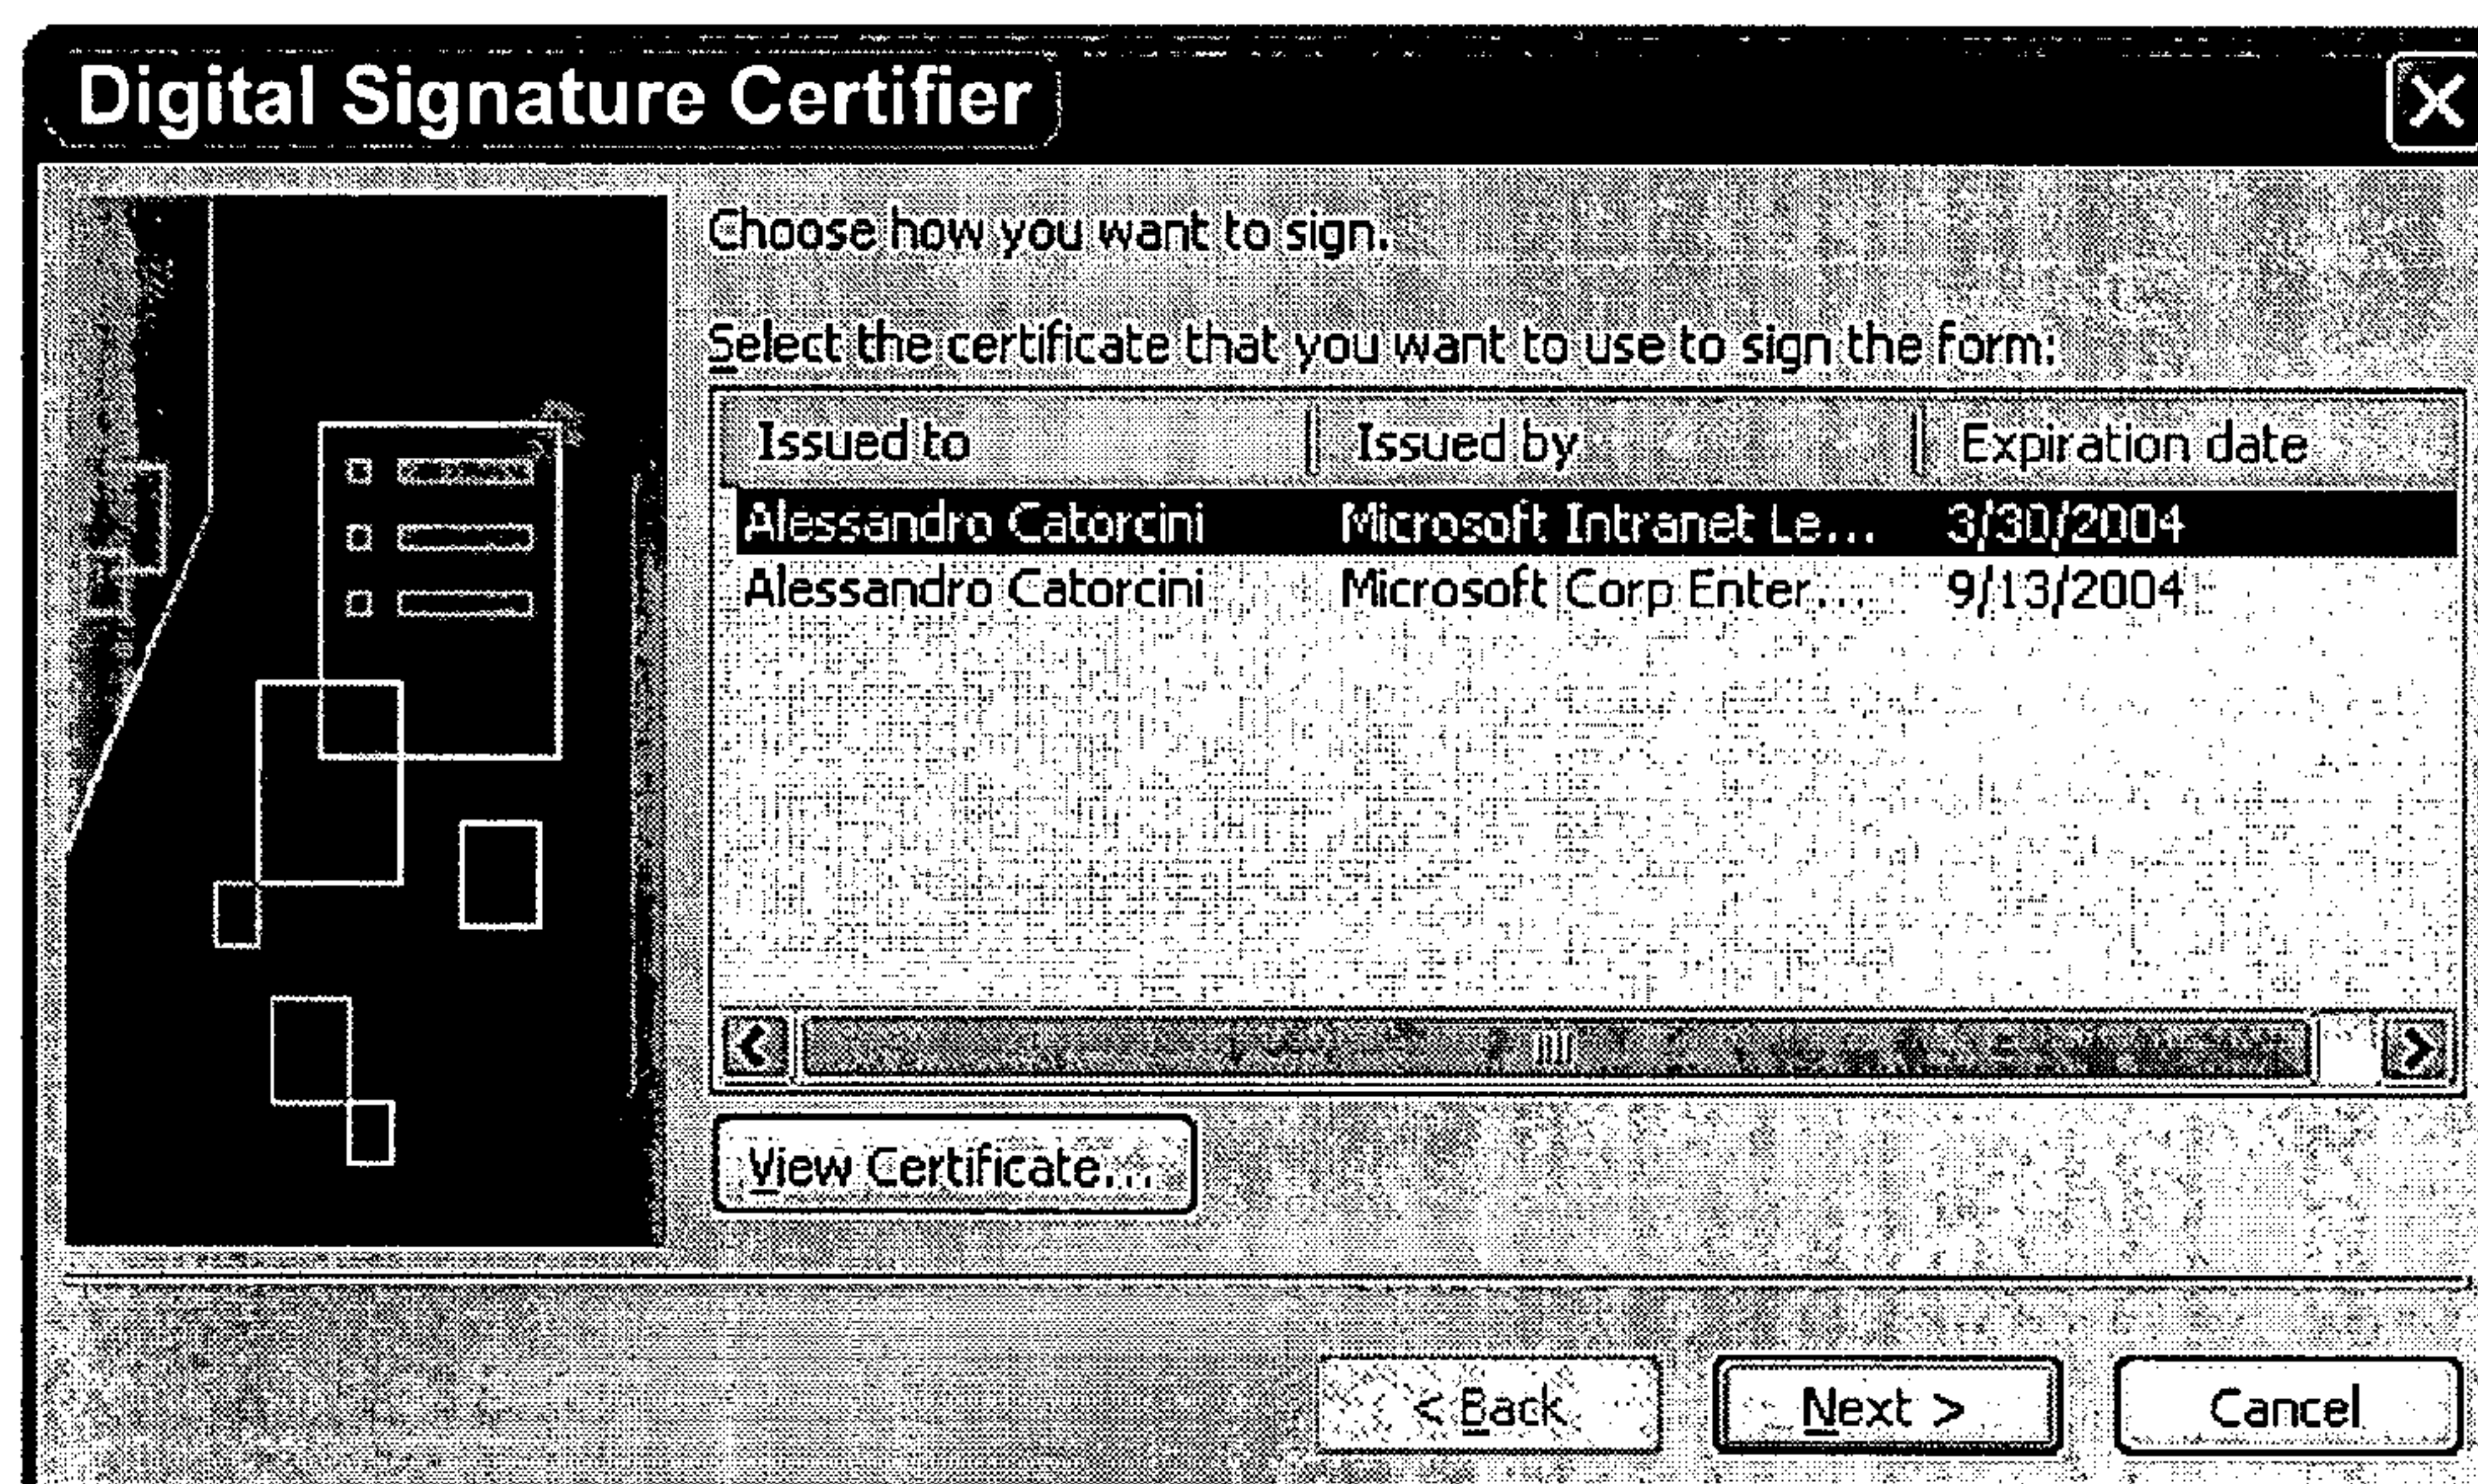 Digital Signature Certifier
Choose how you want to sign.
Select the certificate that you want to use to sign the form:
Issued to Issued by Expiration date
Alessandro Catorcini Microsoft Intranet Le... 3/30/2004
Alessandro Catorcini Microsoft Corp Enter... 9/13/2004
View Certificate...
< Back Next > Cancel